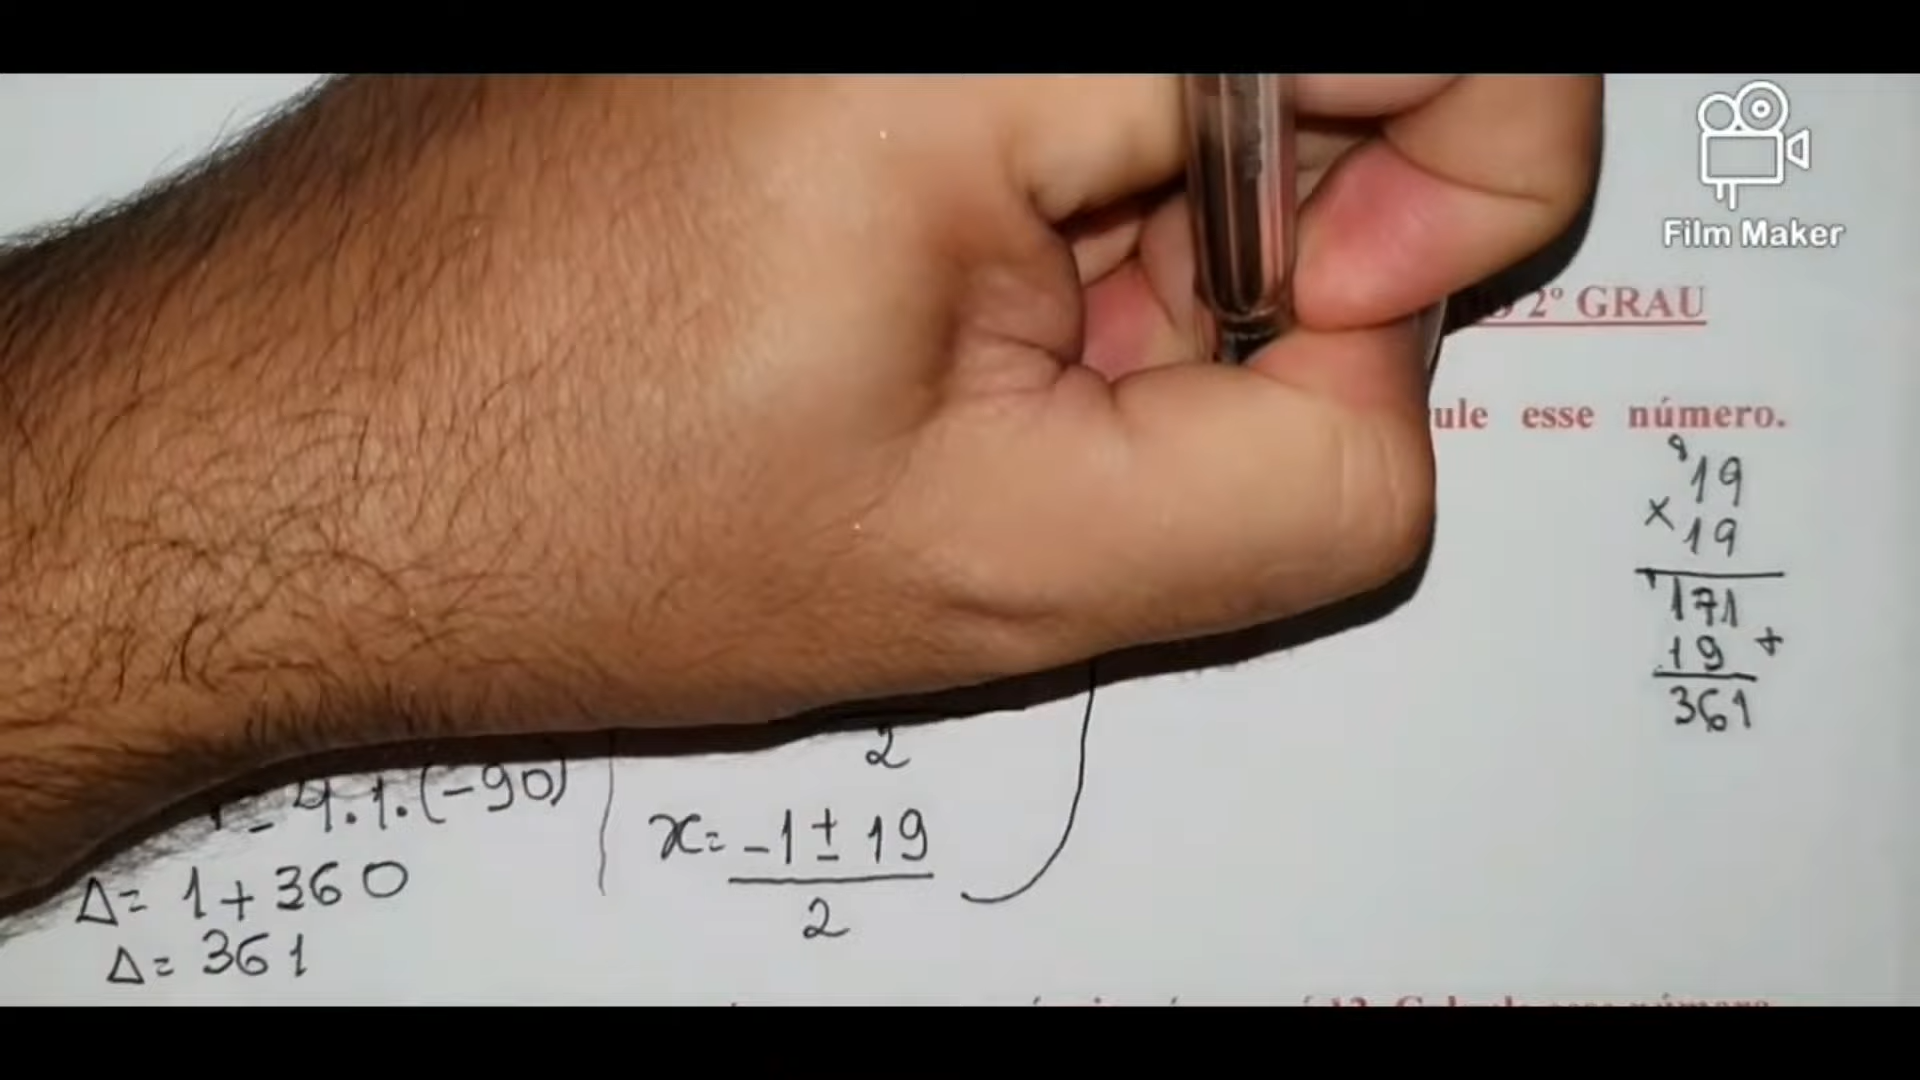 Film Maker
2º GRAU
esse número.
9
19
× 19
171
19 +
361
2
- 4.1.(-90)
Δ= 1+360
Δ= 361
x= -1 ± 19
2